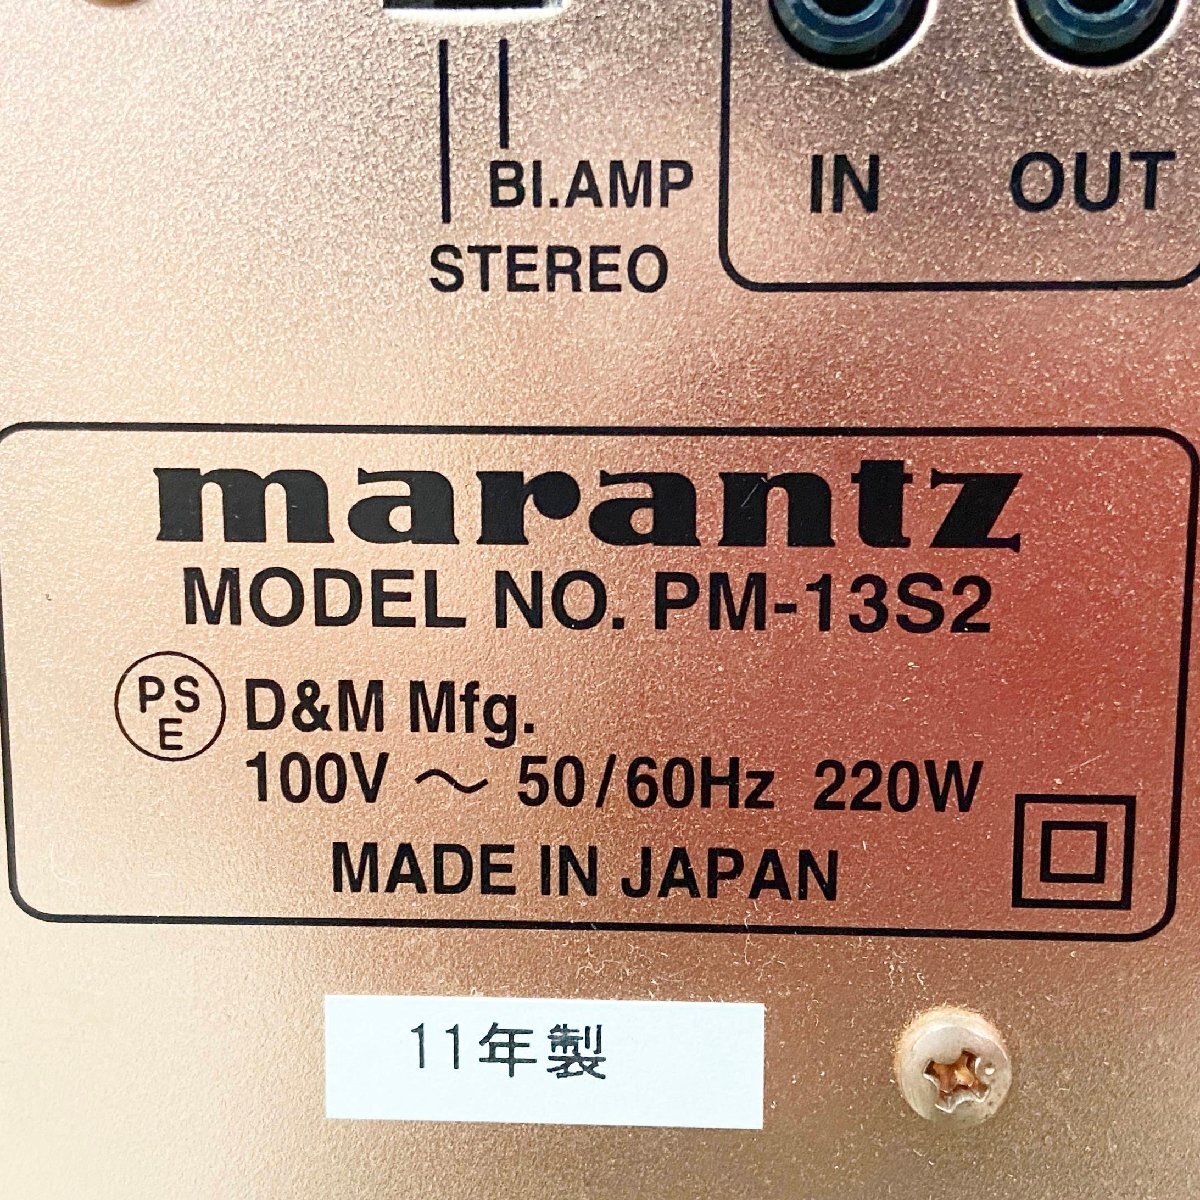 BI.AMP
STEREO
IN
OUT
marantz
MODEL NO. PM-13S2
PS
E
D&M Mfg.
100V ～ 50/60Hz 220W
MADE IN JAPAN
11年製